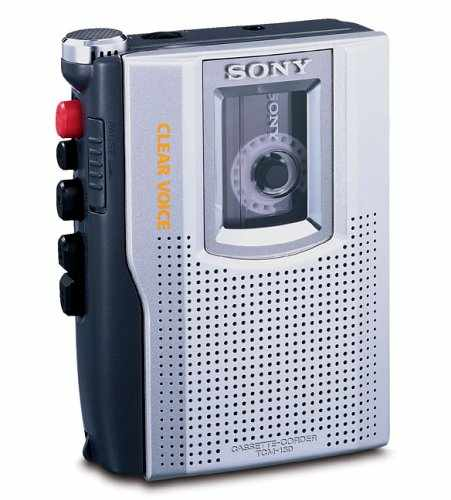 SONY
SONY
CLEAR VOICE
CASSETTE-CORDER
TCM-150